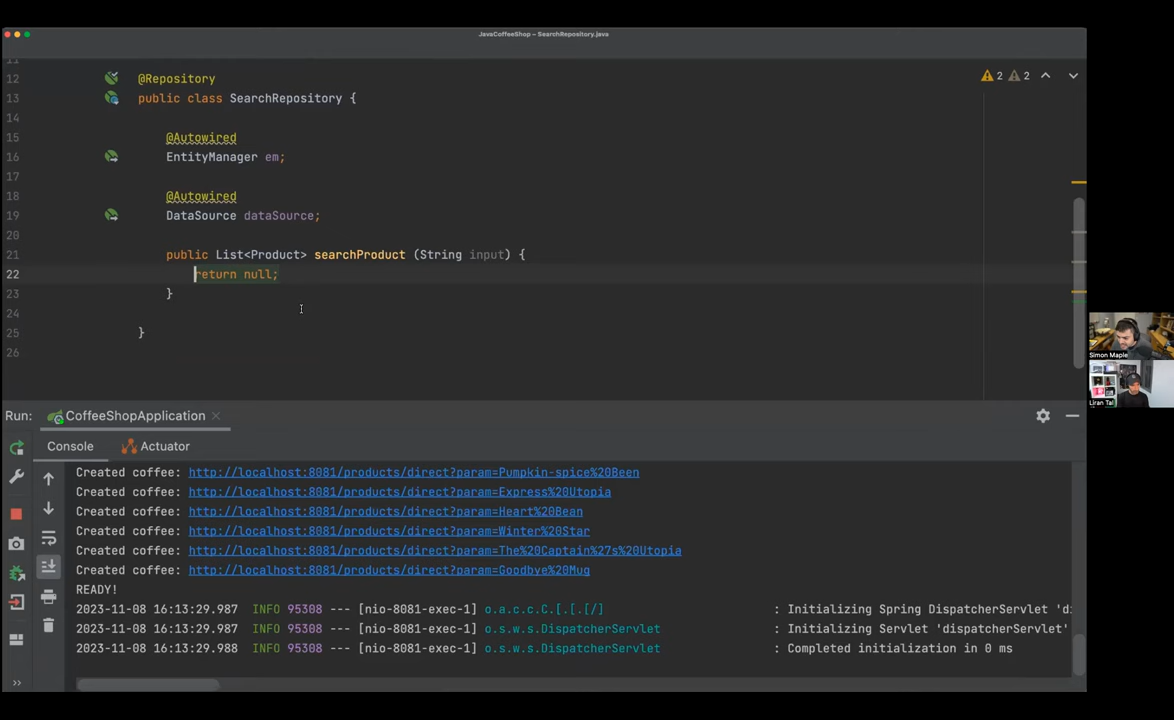 JavaCoffeeShop – SearchRepository.java
11
12 @Repository
13 public class SearchRepository {
14
15 @Autowired
16 EntityManager em;
17
18 @Autowired
19 DataSource dataSource;
20
21 public List<Product> searchProduct (String input) {
22 return null;
23 }
24
25 }
26
2 2
Simon Maple
Liran Tal
Run: CoffeeShopApplication
Console Actuator
Created coffee: http://localhost:8081/products/direct?param=Pumpkin-spice%20Been
Created coffee: http://localhost:8081/products/direct?param=Express%20Utopia
Created coffee: http://localhost:8081/products/direct?param=Heart%20Bean
Created coffee: http://localhost:8081/products/direct?param=Winter%20Star
Created coffee: http://localhost:8081/products/direct?param=The%20Captain%27s%20Utopia
Created coffee: http://localhost:8081/products/direct?param=Goodbye%20Mug
READY!
2023-11-08 16:13:29.987 INFO 95308 --- [nio-8081-exec-1] o.a.c.c.C.[.[.[/] : Initializing Spring DispatcherServlet 'di
2023-11-08 16:13:29.987 INFO 95308 --- [nio-8081-exec-1] o.s.w.s.DispatcherServlet : Initializing Servlet 'dispatcherServlet'
2023-11-08 16:13:29.988 INFO 95308 --- [nio-8081-exec-1] o.s.w.s.DispatcherServlet : Completed initialization in 0 ms